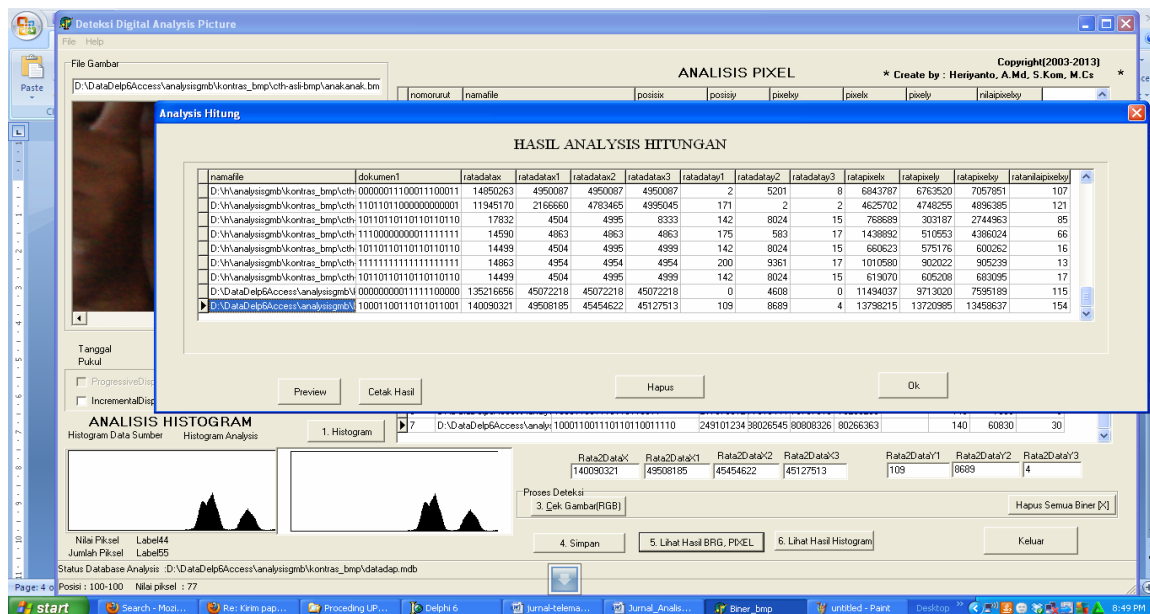 Deteksi Digital Analysis Picture
File Help
Paste
File Gambar
D:\DataDelp6Access\analysisgmb\kontras_bmp\cth-asli-bmp\anakanak.bm
ANALISIS PIXEL
Copyright(2003-2013)
* Create by : Heriyanto, A.Md, S.Kom, M.Cs *
nomorurut namafile posisix posisiy pixelxy pixelx pixely nilaipixelxy
Analysis Hitung
HASIL ANALYSIS HITUNGAN
namafile dokumen1 ratadatax ratadatax1 ratadatax2 ratadatax3 ratadatay1 ratadatay2 ratadatay3 ratapixelx ratapixely ratapixelxy ratanilaipixelxy
D:\h\analysisgmb\kontras_bmp\cth- 00000011100011100011 14850263 4950087 4950087 4950087 2 5201 8 6843787 6763520 7057851 107
D:\h\analysisgmb\kontras_bmp\cth- 11011011000000000001 11945170 2166660 4783465 4995045 171 2 2 4625702 4748255 4896385 121
D:\h\analysisgmb\kontras_bmp\cth- 10110110110110110110 17832 4504 4995 8333 142 8024 15 768689 303187 2744963 85
D:\h\analysisgmb\kontras_bmp\cth- 11100000000011111111 14590 4863 4863 4863 175 583 17 1438892 510553 4386024 66
D:\h\analysisgmb\kontras_bmp\cth- 10110110110110110110 14499 4504 4995 4999 142 8024 15 660623 575176 600262 16
D:\h\analysisgmb\kontras_bmp\cth- 11111111111111111111 14863 4954 4954 4954 200 9361 17 1010580 902022 905239 13
D:\h\analysisgmb\kontras_bmp\cth- 10110110110110110110 14499 4504 4995 4999 142 8024 15 619070 605208 683095 17
D:\DataDelp6Access\analysisgmb\ 00000000011111100000 135216656 45072218 45072218 45072218 0 4608 0 11494037 9713020 7595189 115
D:\DataDelp6Access\analysisgmb\ 10001100111011011001 140090321 49508185 45454622 45127513 109 8689 4 13798215 13720985 13458637 154
Tanggal
Pukul
ProgressiveDisp
IncrementalDisp
Preview Cetak Hasil Hapus Ok
ANALISIS HISTOGRAM
Histogram Data Sumber Histogram Analysis
1. Histogram
7 D:\DataDelp6Access\analys 249101234 80808326 80266363 140 60830 30
Rata2DataX Rata2DataX1 Rata2DataX2 Rata2DataX3 Rata2DataY1 Rata2DataY2 Rata2DataY3
140090321 49508185 45454622 45127513 109 8689 4
Proses Deteksi
3. Cek Gambar(RGB) Hapus Semua Biner [X]
Nilai Piksel Label44
Jumlah Piksel Label55
4. Simpan 5. Lihat Hasil BRG, PIXEL 6. Lihat Hasil Histogram Keluar
Status Database Analysis :D:\DataDelp6Access\analysisgmb\kontras_bmp\datadap.mdb
Page: 4 o Posisi : 100-100 Nilai piksel : 77
start Search - Mozi... Re: Kirim pap... Proceding UP... Delphi 6 jurnal-telema... Jurnal_Analis... Biner_bmp untitled - Paint Desktop 8:49 PM